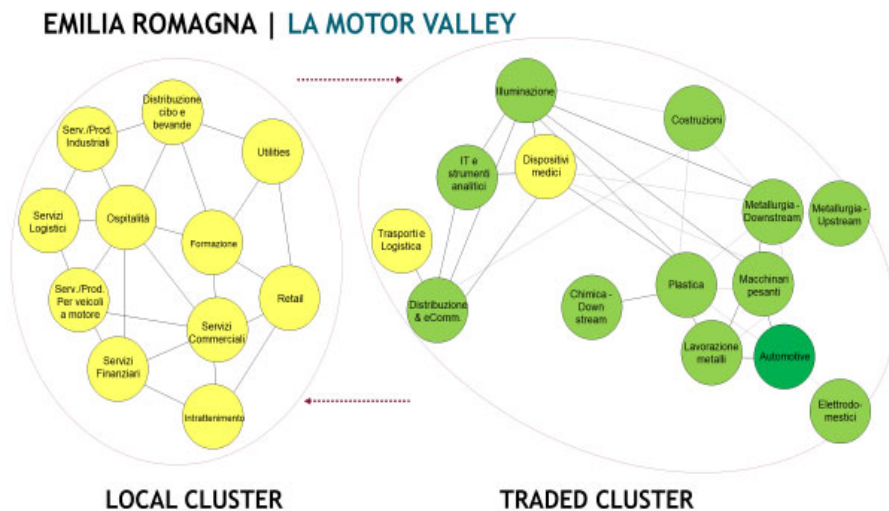 EMILIA ROMAGNA | LA MOTOR VALLEY
Distribuzione
cibo e
bevande
Serv./Prod.
Industriali
Utilities
Servizi
Logistici
Ospitalità
Formazione
Serv./Prod.
Per veicoli
a motore
Retail
Servizi
Commerciali
Servizi
Finanziari
Intrattenimento
LOCAL CLUSTER
Illuminazione
Costruzioni
IT e
strumenti
analitici
Dispositivi
medici
Metallurgia -
Downstream
Metallurgia -
Upstream
Trasporti e
Logistica
Distribuzione
& eComm.
Chimica -
Down
stream
Plastica
Macchinari
pesanti
Lavorazione
metalli
Automotive
Elettrodo-
mestici
TRADED CLUSTER